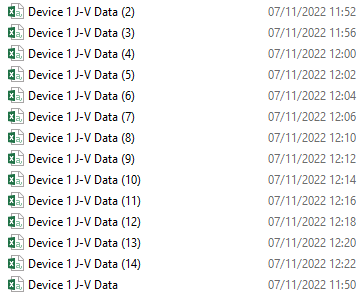 Device 1 J-V Data (2) 07/11/2022 11:52
Device 1 J-V Data (3) 07/11/2022 11:56
Device 1 J-V Data (4) 07/11/2022 12:00
Device 1 J-V Data (5) 07/11/2022 12:02
Device 1 J-V Data (6) 07/11/2022 12:04
Device 1 J-V Data (7) 07/11/2022 12:06
Device 1 J-V Data (8) 07/11/2022 12:10
Device 1 J-V Data (9) 07/11/2022 12:12
Device 1 J-V Data (10) 07/11/2022 12:14
Device 1 J-V Data (11) 07/11/2022 12:16
Device 1 J-V Data (12) 07/11/2022 12:18
Device 1 J-V Data (13) 07/11/2022 12:20
Device 1 J-V Data (14) 07/11/2022 12:22
Device 1 J-V Data 07/11/2022 11:50